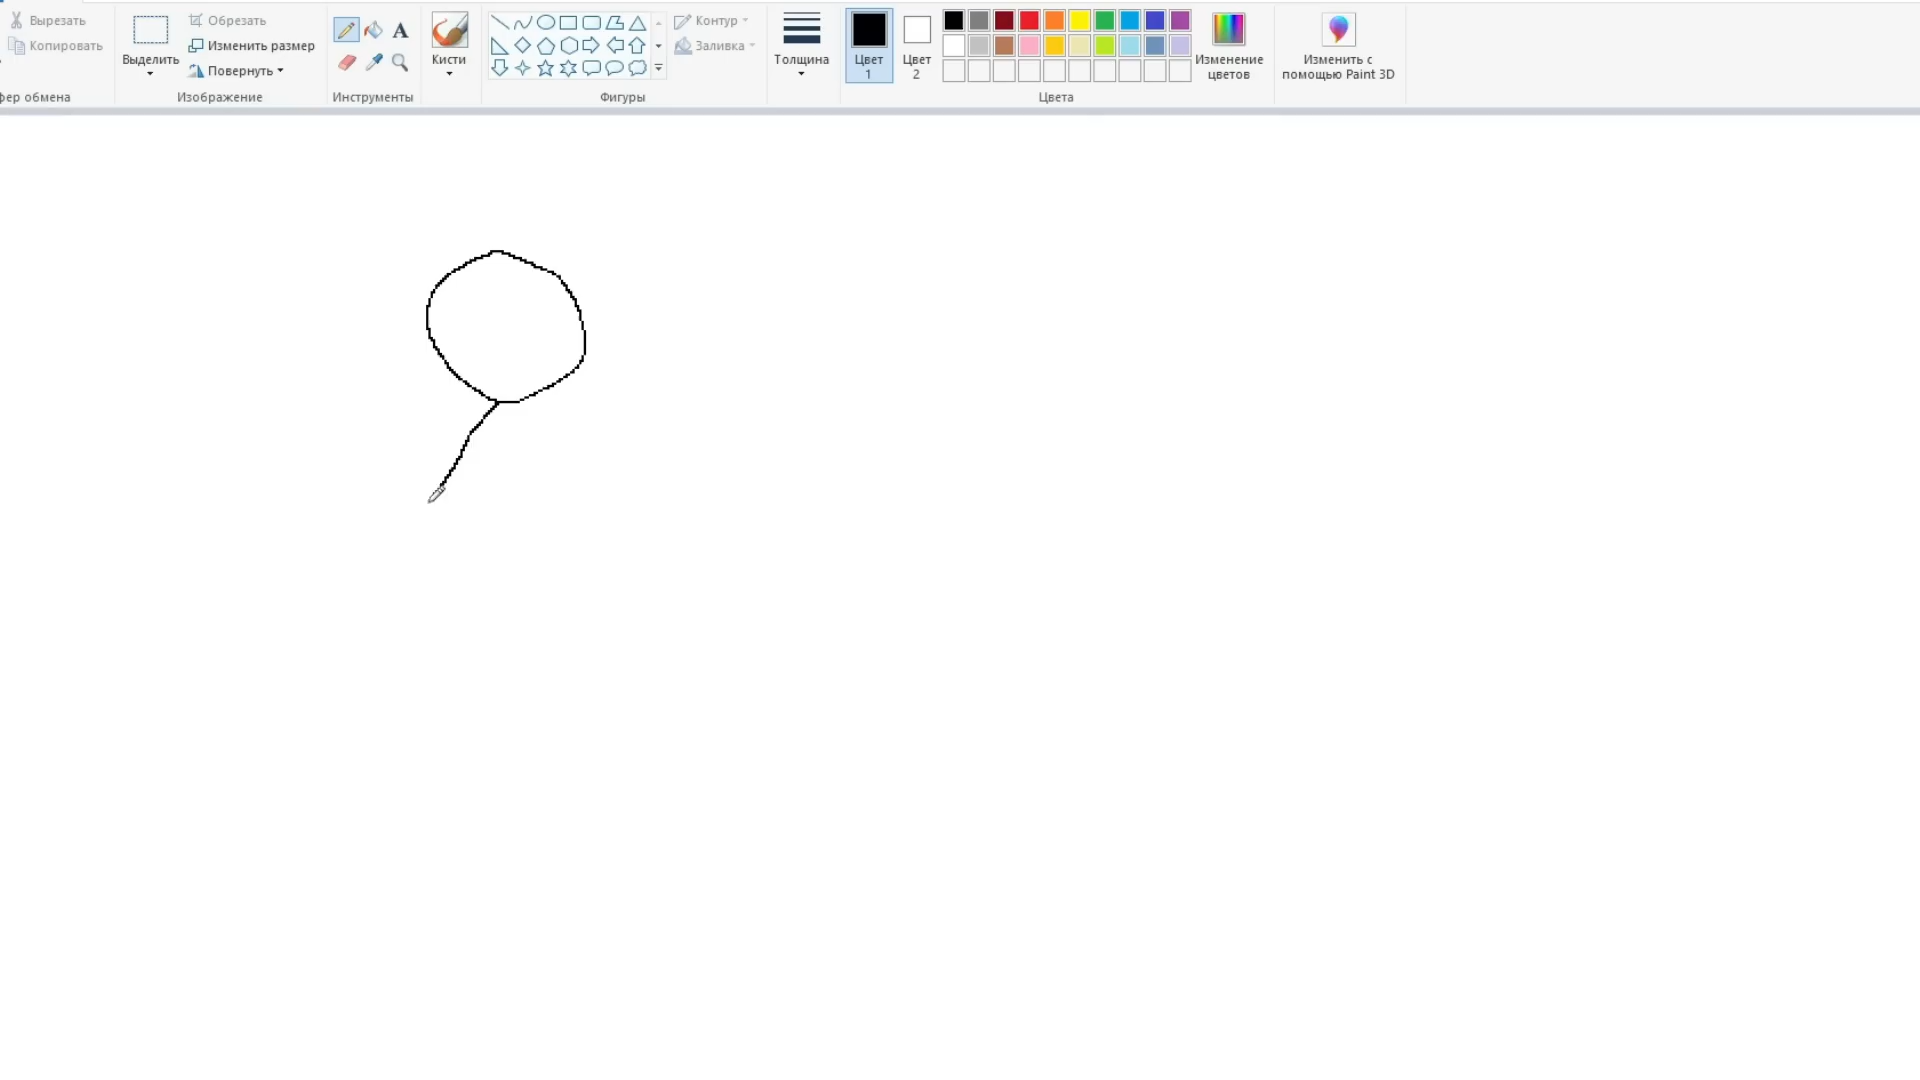 Вырезать
Копировать
фер обмена
Выделить
Обрезать
Изменить размер
Повернуть
Изображение
A
Инструменты
Кисти
Контур
Заливка
Фигуры
Толщина
Цвет
1
Цвет
2
Изменение
цветов
Цвета
Изменить с
помощью Paint 3D